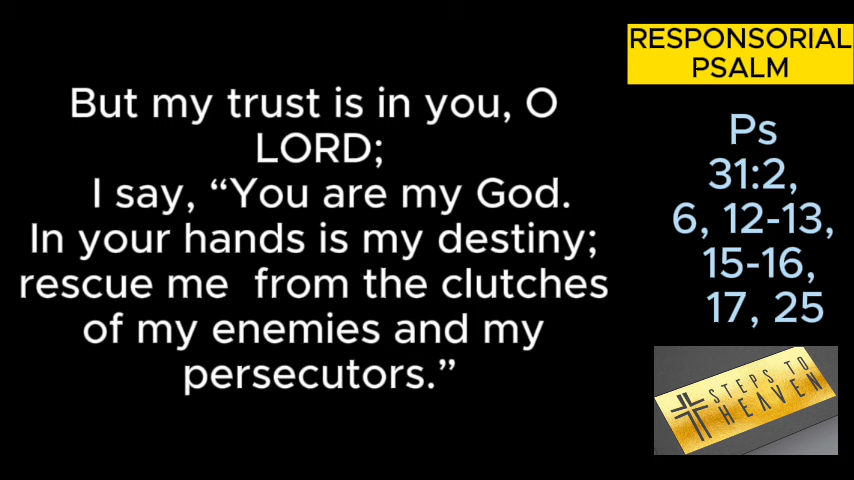 But my trust is in you, O
LORD;
I say, “You are my God.
In your hands is my destiny;
rescue me from the clutches
of my enemies and my
persecutors.”
RESPONSORIAL
PSALM
Ps
31:2,
6, 12-13,
15-16,
17, 25
STEPS TO
HEAVEN